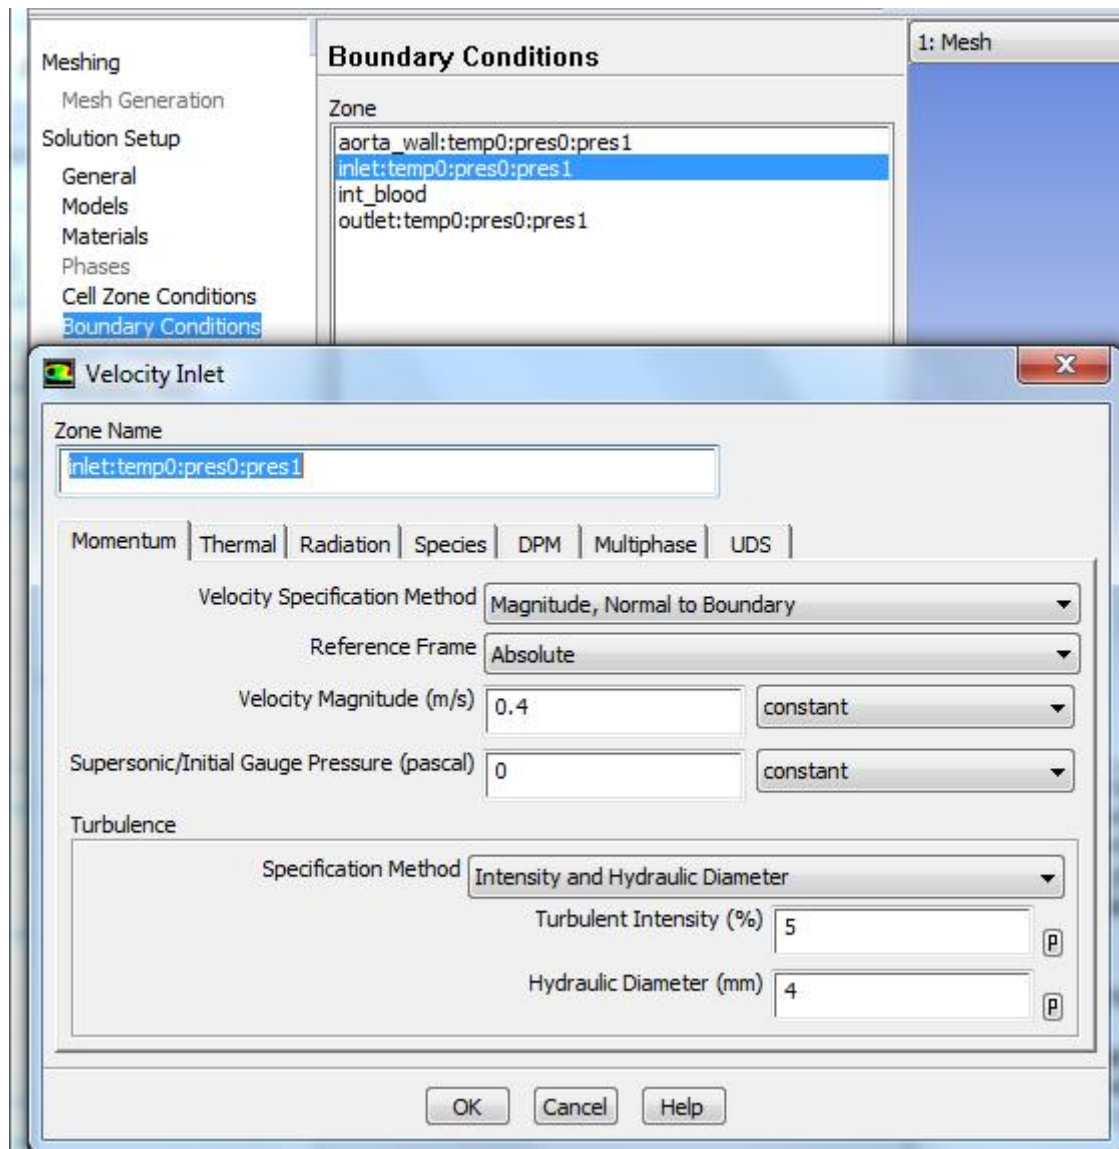 Meshing
Mesh Generation
Solution Setup
General
Models
Materials
Phases
Cell Zone Conditions
Boundary Conditions
Boundary Conditions
Zone
aorta_wall:temp0:pres0:pres1
inlet:temp0:pres0:pres1
int_blood
outlet:temp0:pres0:pres1
1: Mesh
Velocity Inlet
Zone Name
inlet:temp0:pres0:pres1
Momentum Thermal Radiation Species DPM Multiphase UDS
Velocity Specification Method Magnitude, Normal to Boundary
Reference Frame Absolute
Velocity Magnitude (m/s) 0.4 constant
Supersonic/Initial Gauge Pressure (pascal) 0 constant
Turbulence
Specification Method Intensity and Hydraulic Diameter
Turbulent Intensity (%) 5 P
Hydraulic Diameter (mm) 4 P
OK Cancel Help